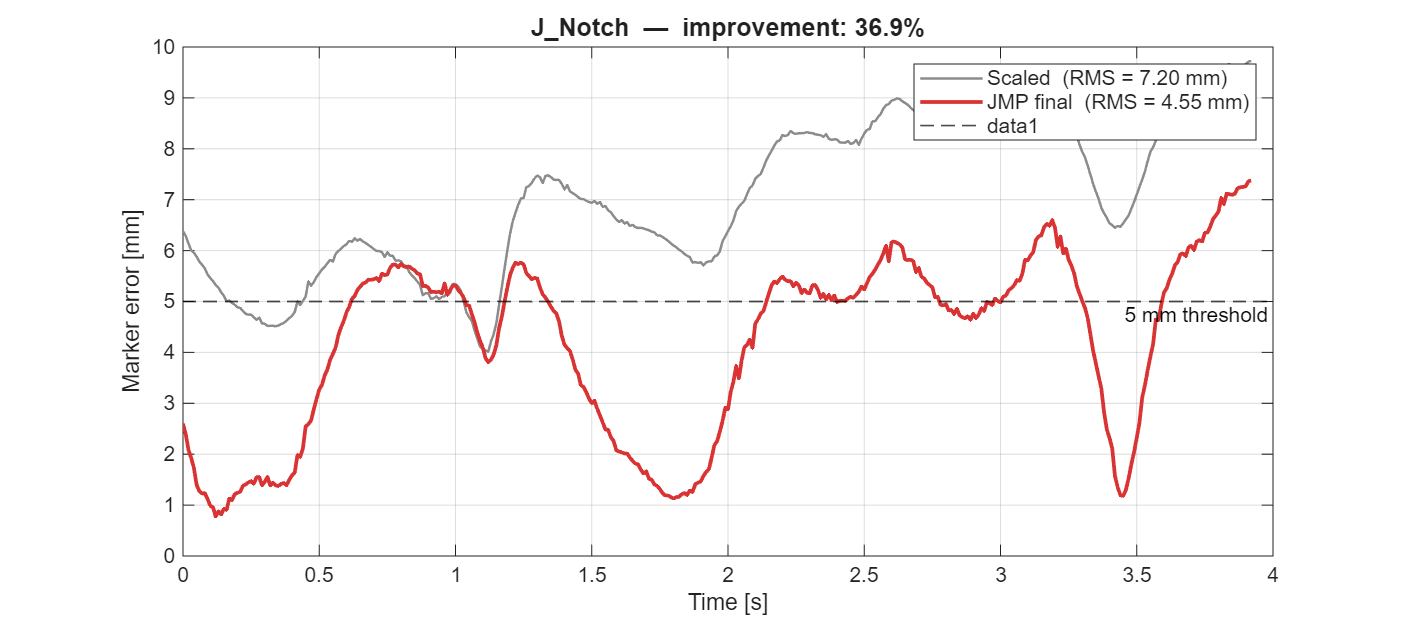 J_Notch — improvement: 36.9%
10
9
8
7
6
5
4
3
2
1
0
Marker error [mm]
Scaled (RMS = 7.20 mm)
JMP final (RMS = 4.55 mm)
data1
5 mm threshold
0 0.5 1 1.5 2 2.5 3 3.5 4
Time [s]